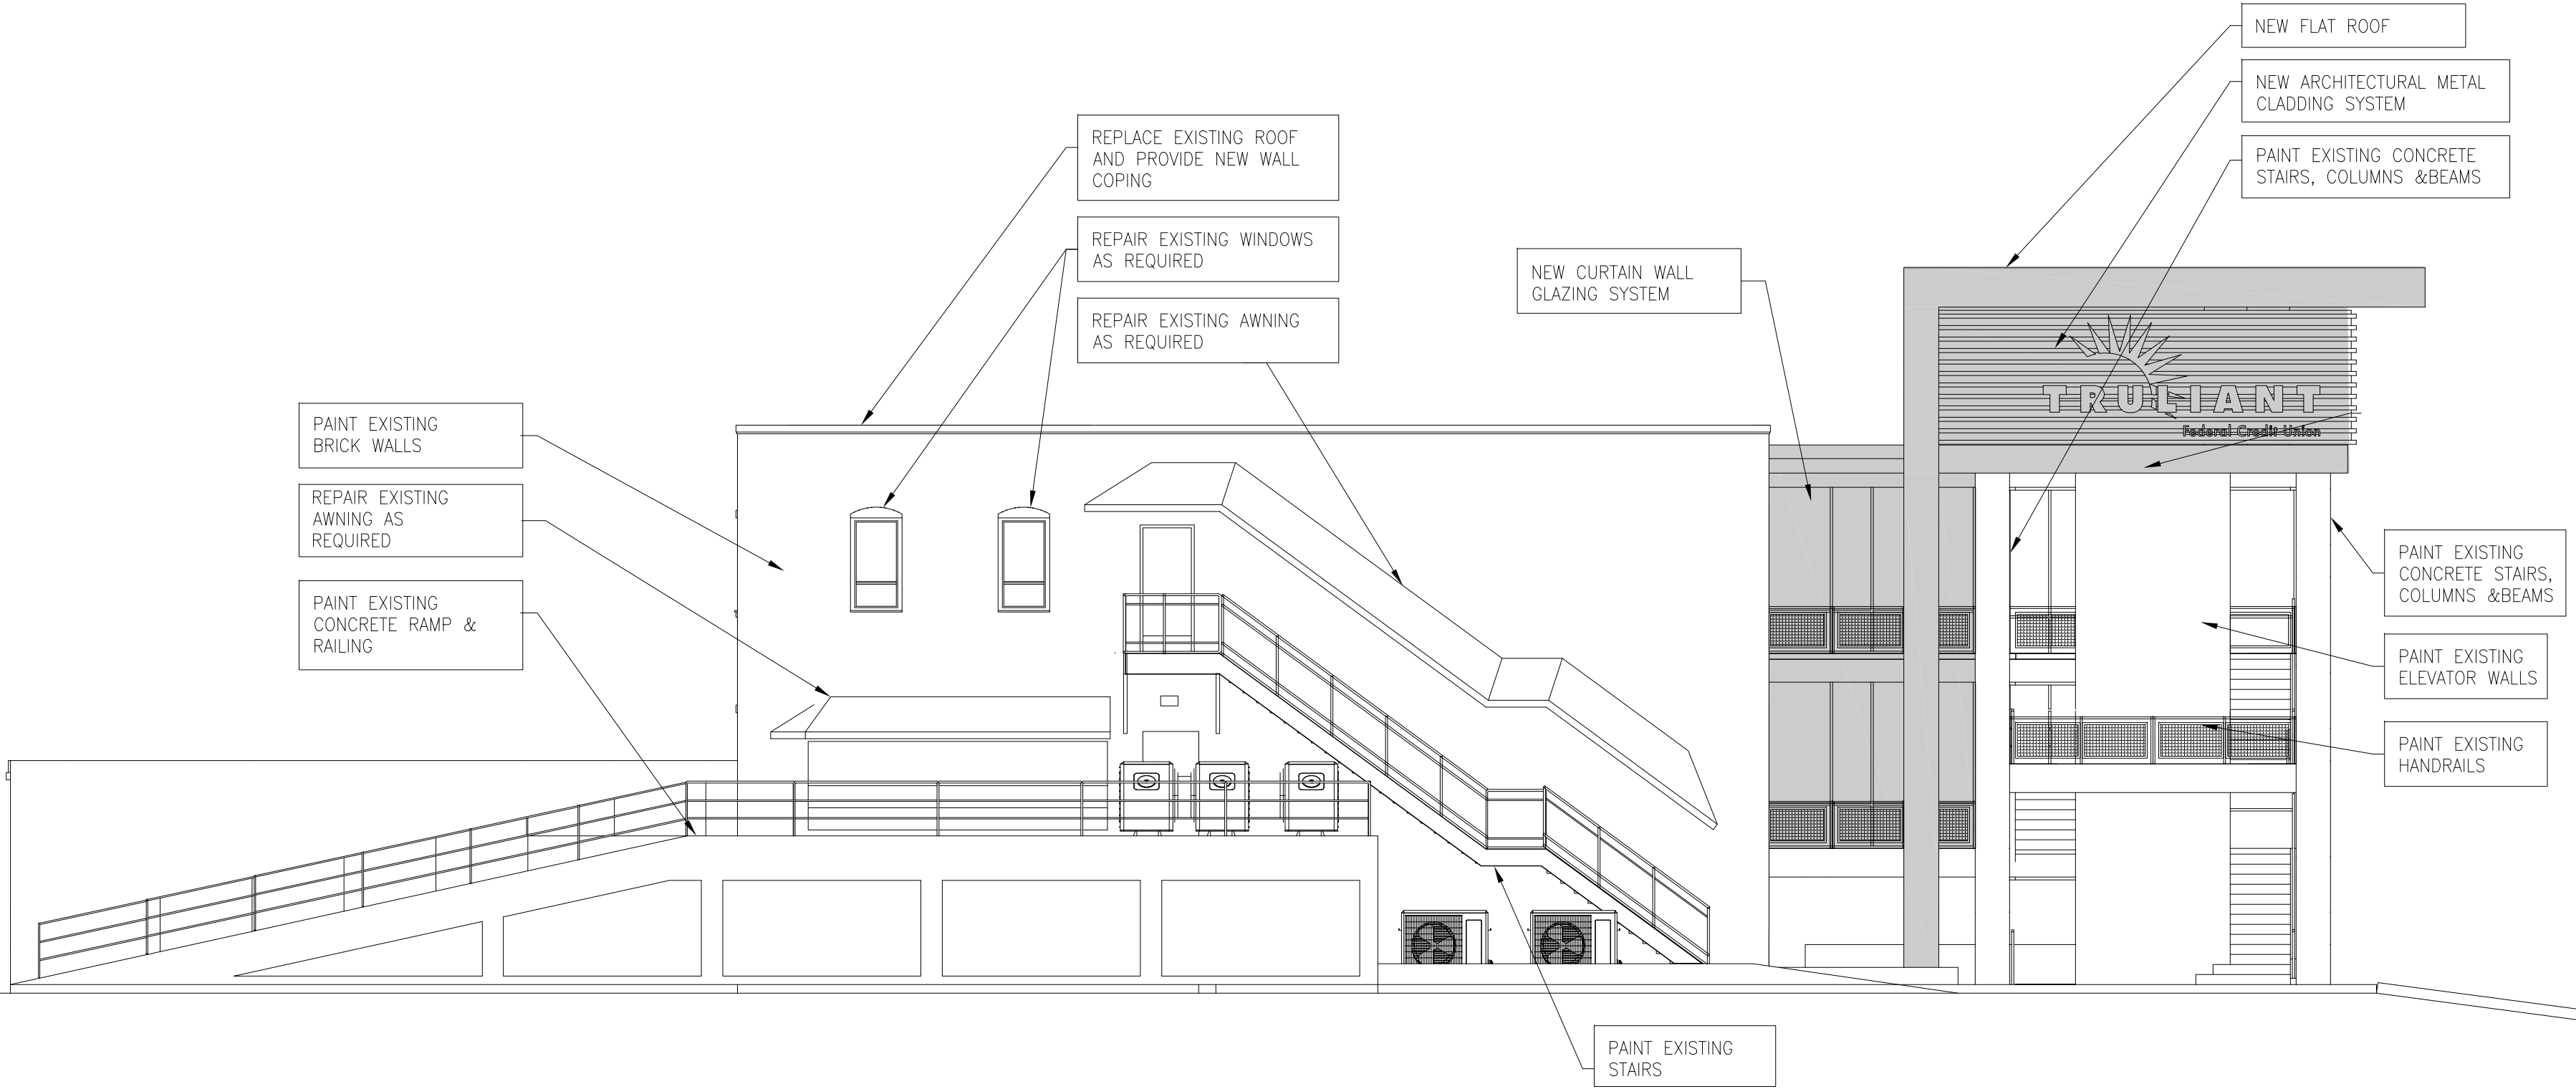 NEW FLAT ROOF
NEW ARCHITECTURAL METAL
CLADDING SYSTEM
PAINT EXISTING CONCRETE
STAIRS, COLUMNS &BEAMS
REPLACE EXISTING ROOF
AND PROVIDE NEW WALL
COPING
REPAIR EXISTING WINDOWS
AS REQUIRED
REPAIR EXISTING AWNING
AS REQUIRED
NEW CURTAIN WALL
GLAZING SYSTEM
TRULIANT
Federal Credit Union
PAINT EXISTING
BRICK WALLS
REPAIR EXISTING
AWNING AS
REQUIRED
PAINT EXISTING
CONCRETE RAMP &
RAILING
PAINT EXISTING
CONCRETE STAIRS,
COLUMNS &BEAMS
PAINT EXISTING
ELEVATOR WALLS
PAINT EXISTING
HANDRAILS
PAINT EXISTING
STAIRS